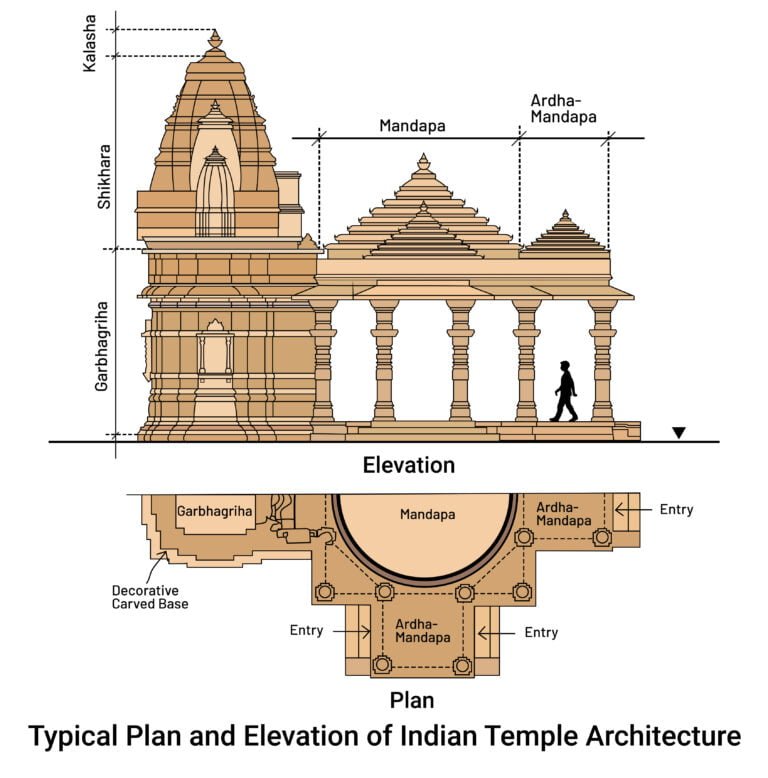 Kalasha
Shikhara
Garbhagriha
Mandapa
Ardha-
Mandapa
Elevation
Garbhagriha
Mandapa
Ardha-
Mandapa
Entry
Decorative
Carved Base
Entry
Ardha-
Mandapa
Entry
Plan
Typical Plan and Elevation of Indian Temple Architecture